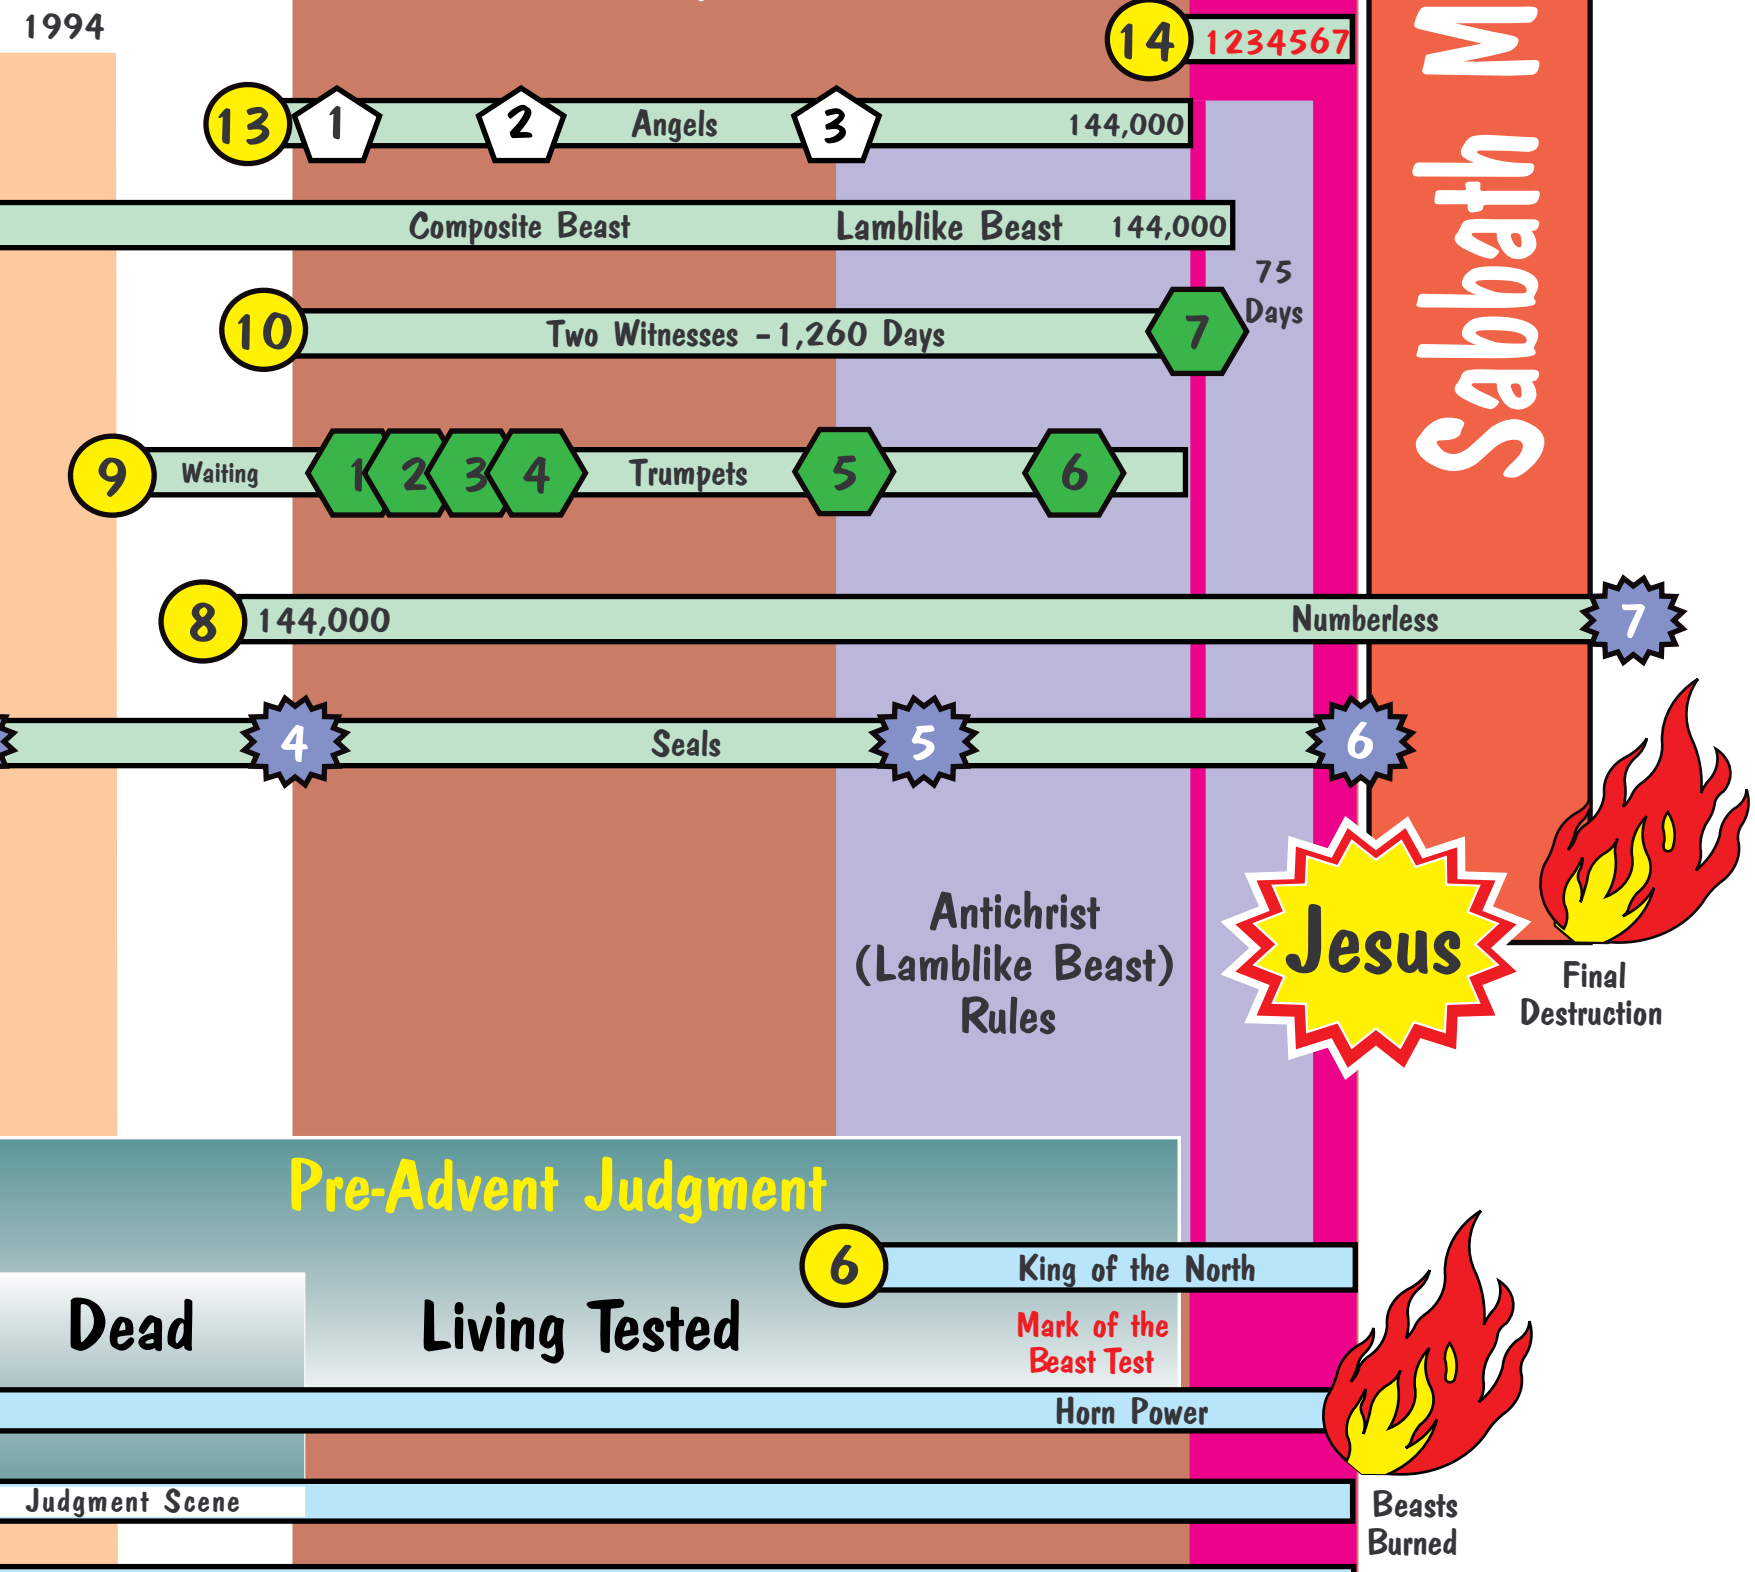 1994
14 1234567
13 1 2 Angels 3 144,000
Composite Beast Lamblike Beast 144,000
75
Days
10 Two Witnesses -1,260 Days 7
9 Waiting 1 2 3 4 Trumpets 5 6
8 144,000 Numberless 7
4 Seals 5 6
Sabbath M
Antichrist
(Lamblike Beast)
Rules
Jesus
Final
Destruction
Pre-Advent Judgment
6 King of the North
Dead
Living Tested
Mark of the
Beast Test
Horn Power
Judgment Scene
Beasts
Burned